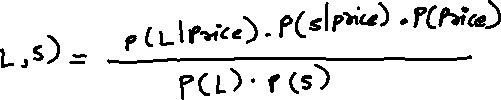 L,S) = P(L|Price) . P(S|price) . P(Price)
P(L) . P(S)